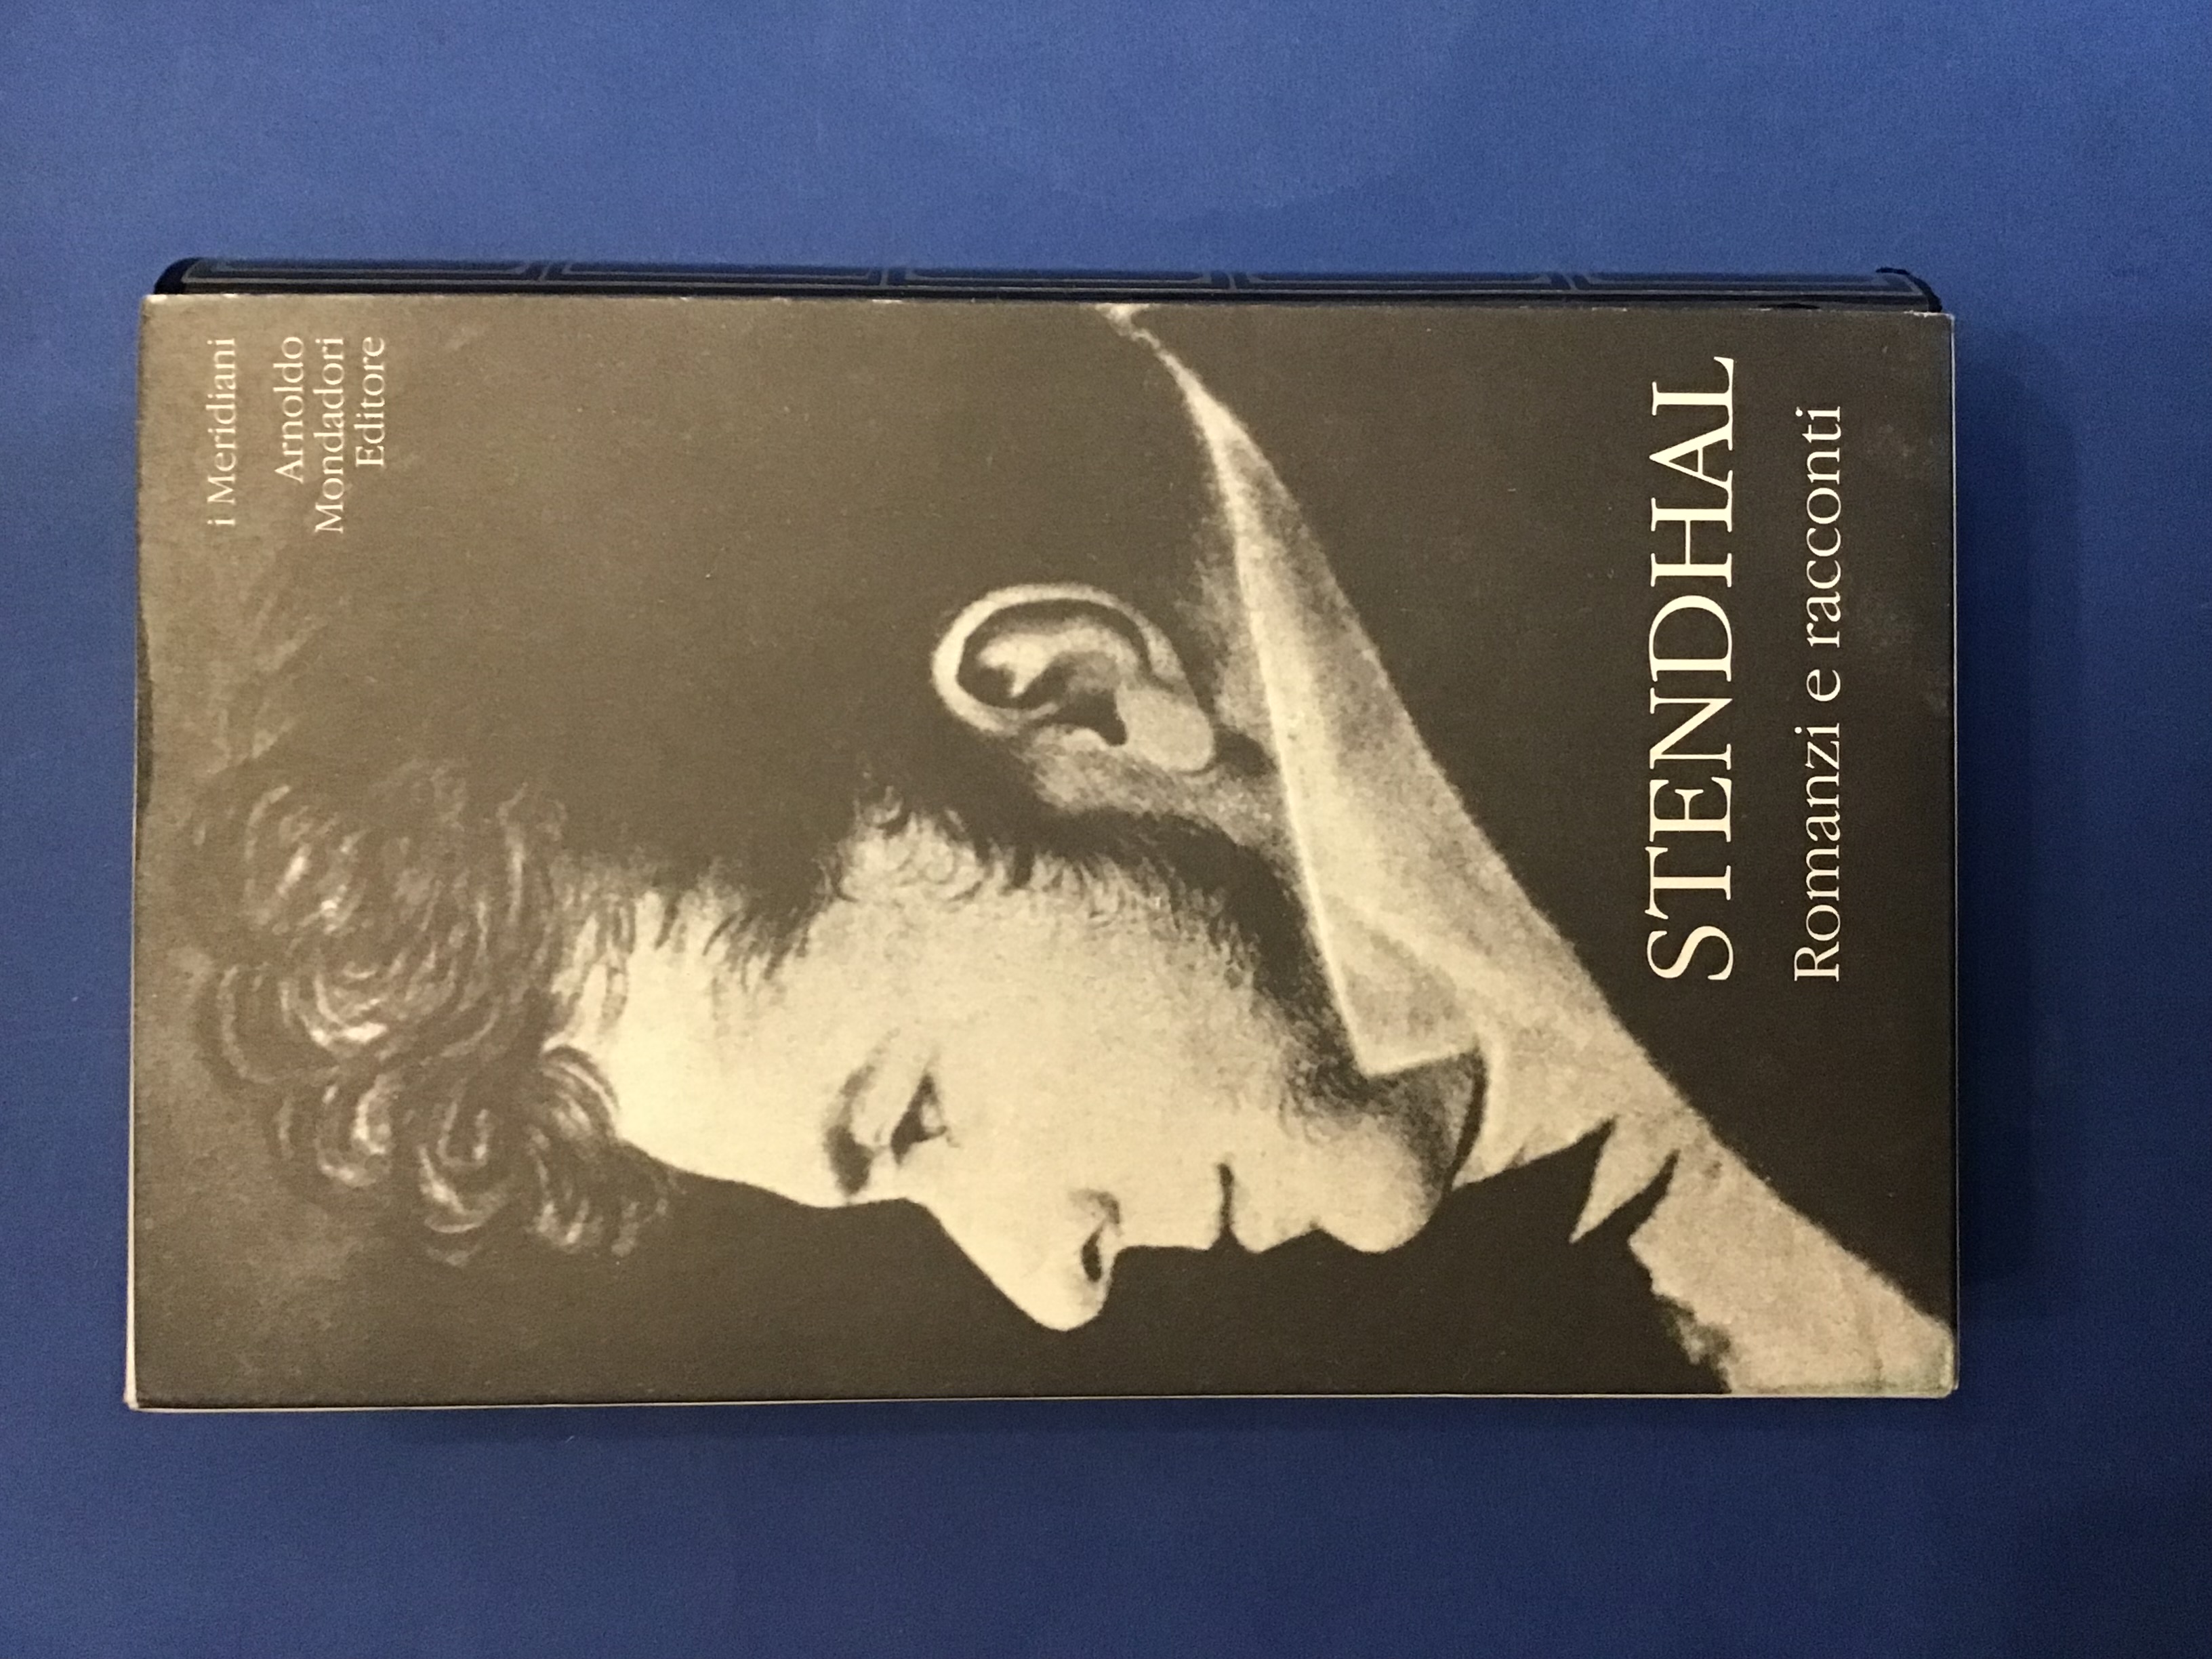 i Meridiani
Arnoldo
Mondadori
Editore
STENDHAL
Romanzi e racconti